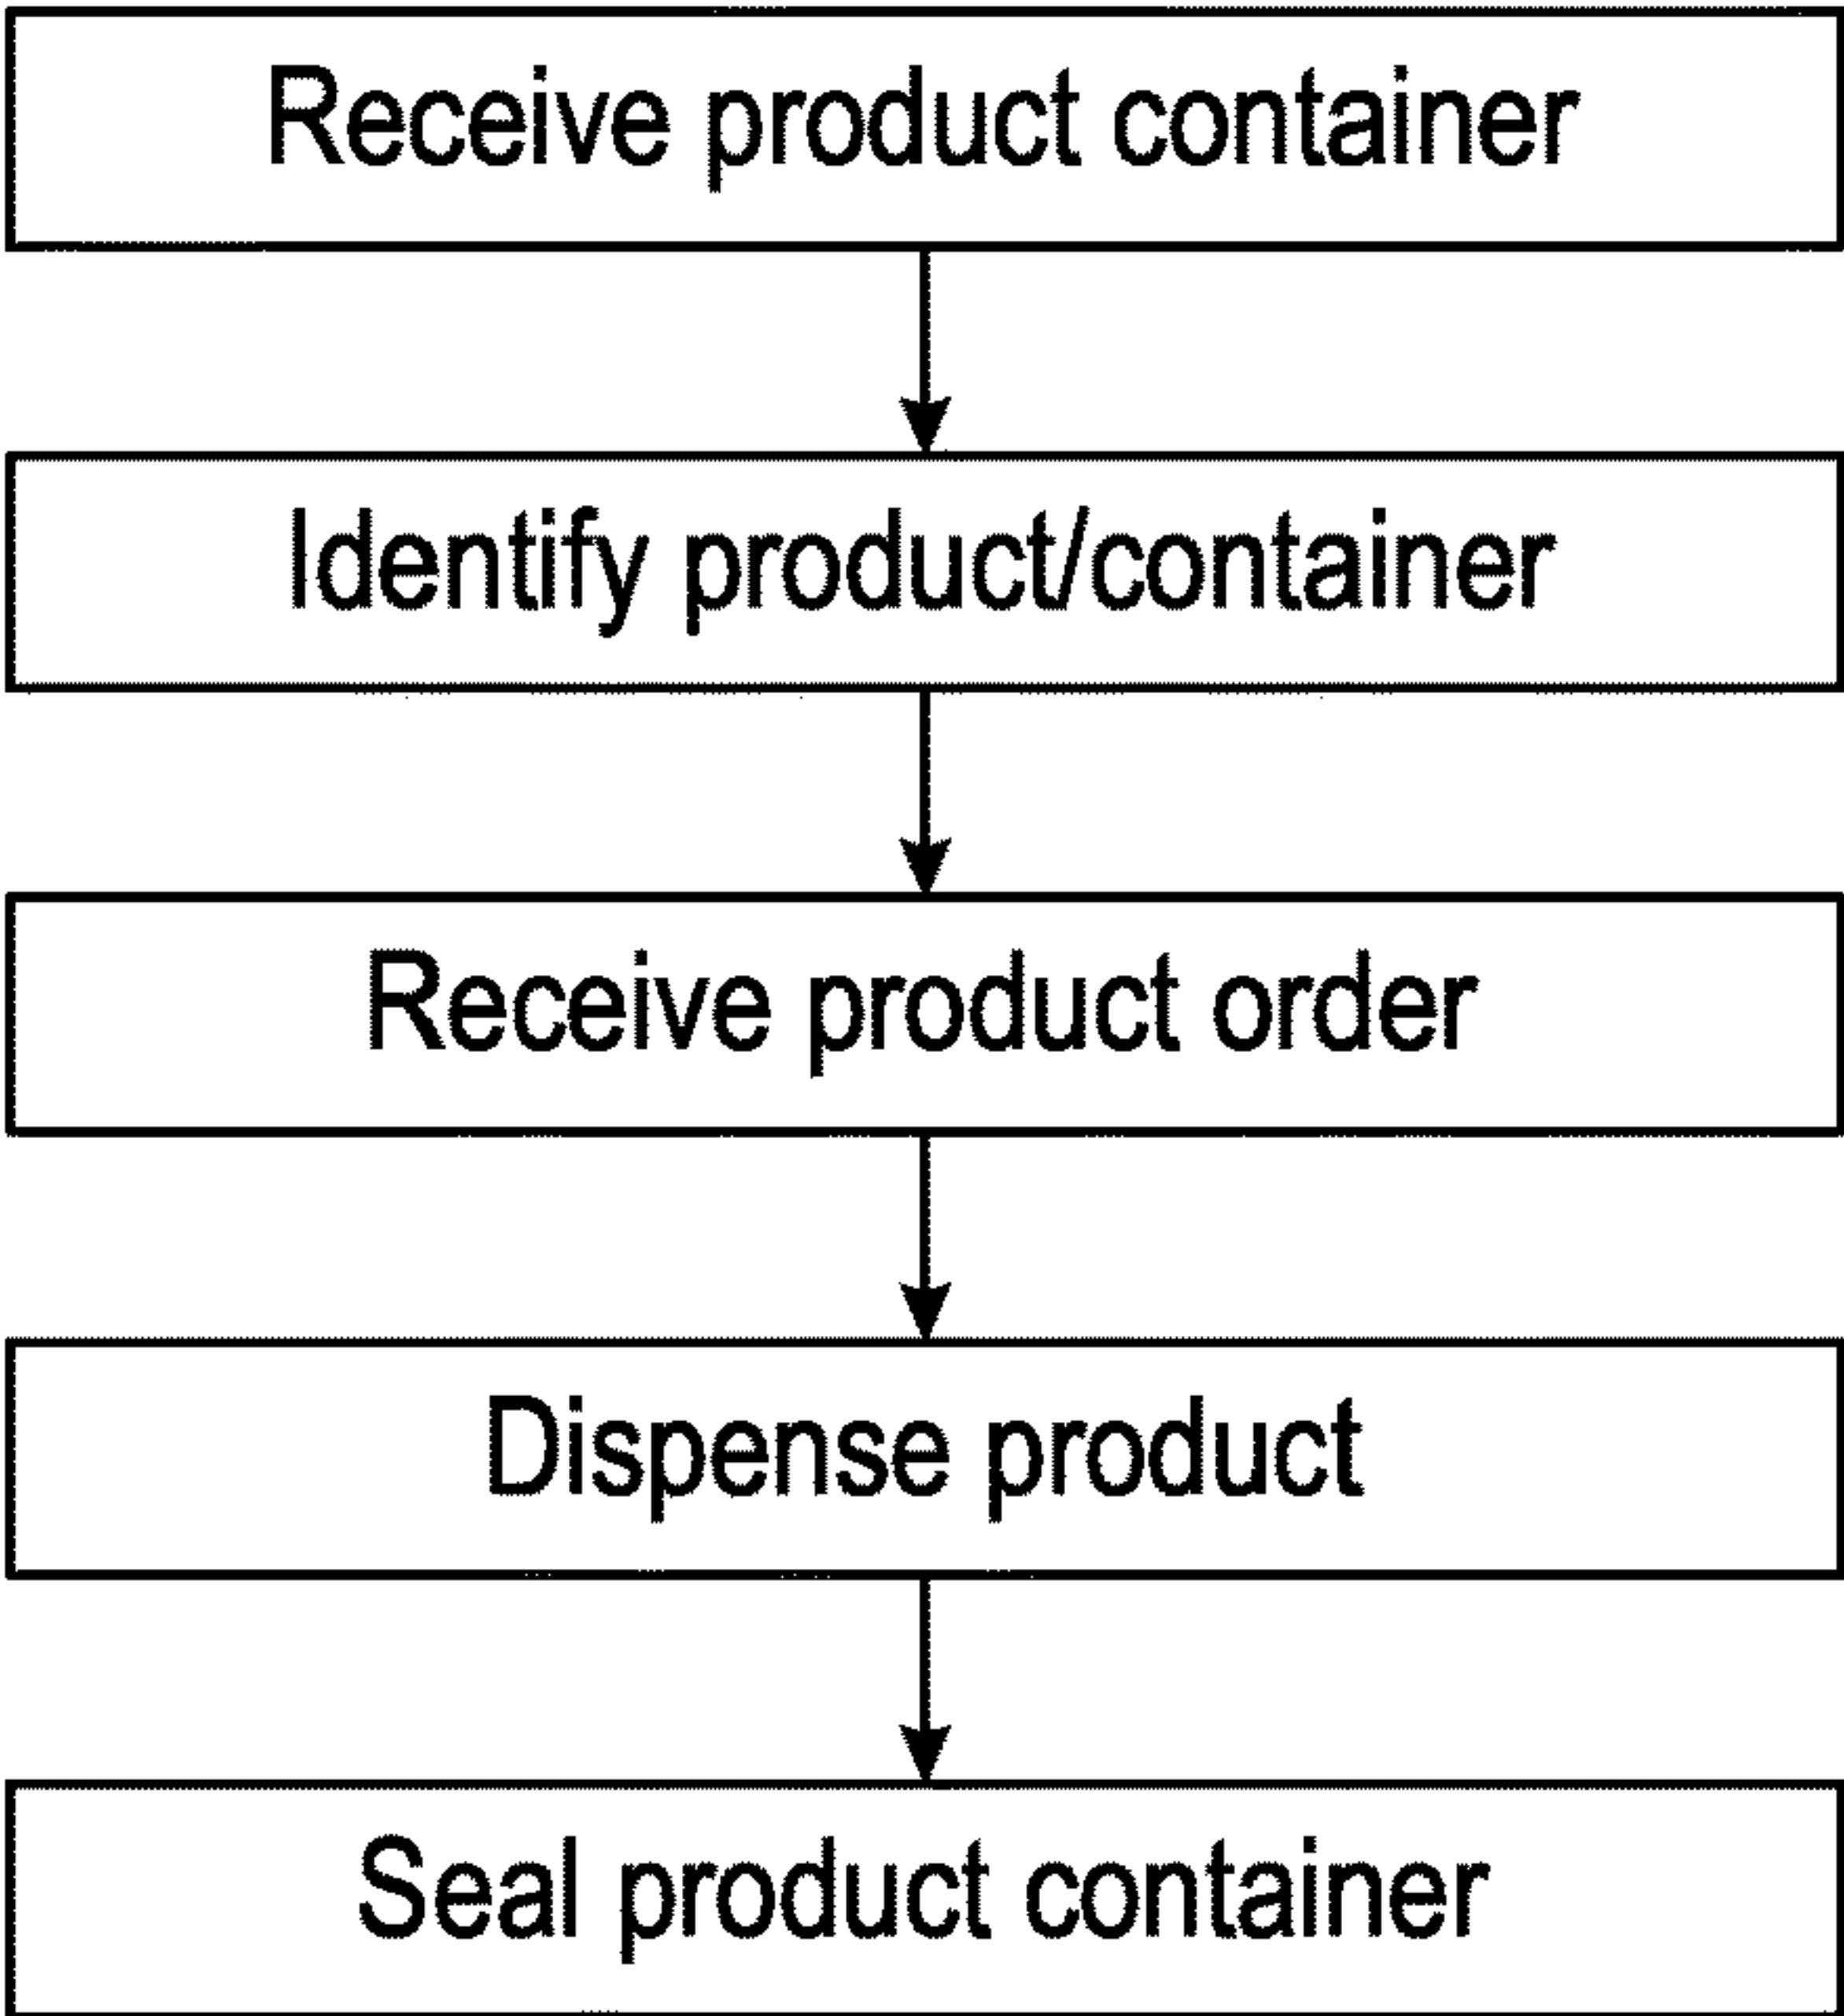 Receive product container
Identify product/container
Receive product order
Dispense product
Seal product container